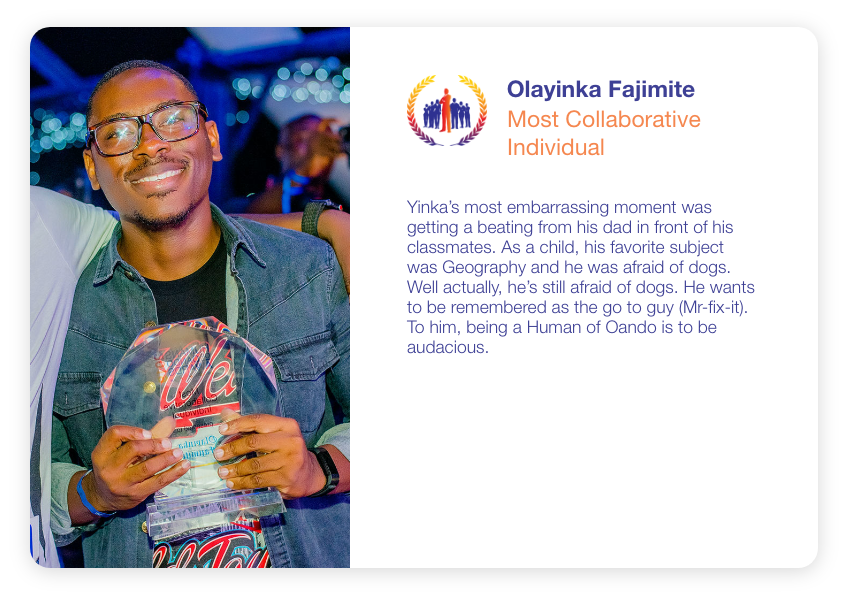 Olayinka Fajimite
Most Collaborative
Individual
Yinka’s most embarrassing moment was
getting a beating from his dad in front of his
classmates. As a child, his favorite subject
was Geography and he was afraid of dogs.
Well actually, he’s still afraid of dogs. He wants
to be remembered as the go to guy (Mr-fix-it).
To him, being a Human of Oando is to be
audacious.